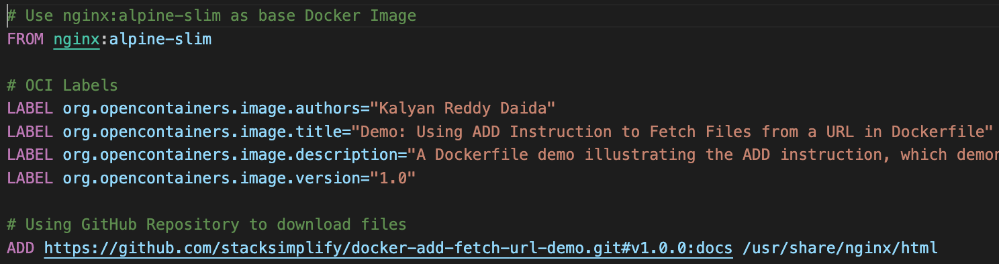 # Use nginx:alpine-slim as base Docker Image
FROM nginx:alpine-slim
# OCI Labels
LABEL org.opencontainers.image.authors="Kalyan Reddy Daida"
LABEL org.opencontainers.image.title="Demo: Using ADD Instruction to Fetch Files from a URL in Dockerfile"
LABEL org.opencontainers.image.description="A Dockerfile demo illustrating the ADD instruction, which
LABEL org.opencontainers.image.version="1.0"
# Using GitHub Repository to download files
ADD https://github.com/stacksimplify/docker-add-fetch-url-demo.git#v1.0.0:docs /usr/share/nginx/html